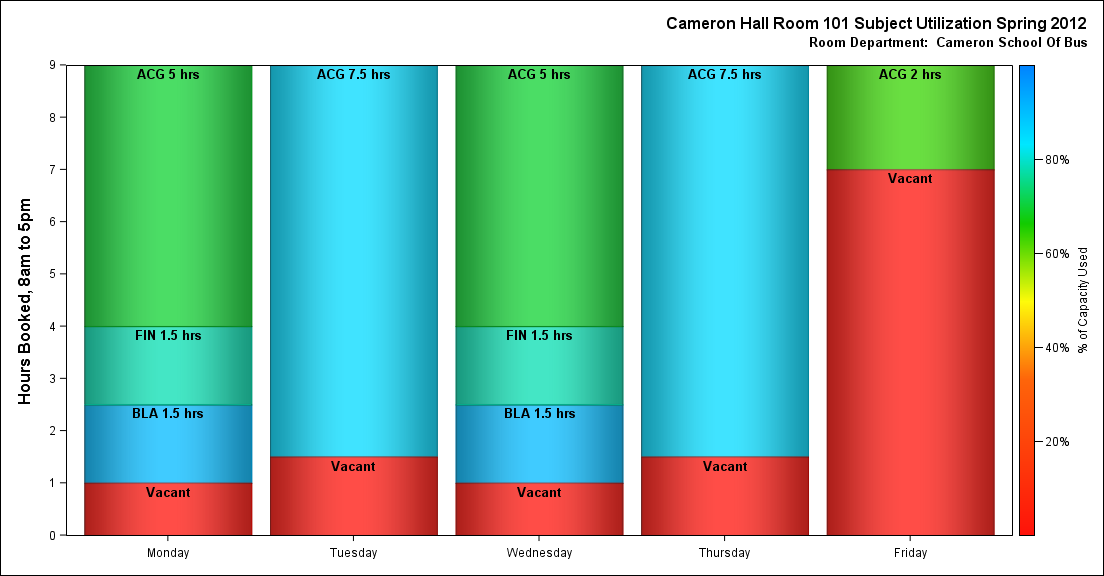 Cameron Hall Room 101 Subject Utilization Spring 2012
Room Department:  Cameron School Of Bus
Hours Booked, 8am to 5pm
9
8
7
6
5
4
3
2
1
0
ACG 5 hrs
FIN 1.5 hrs
BLA 1.5 hrs
Vacant
ACG 7.5 hrs
Vacant
ACG 5 hrs
FIN 1.5 hrs
BLA 1.5 hrs
Vacant
ACG 7.5 hrs
Vacant
ACG 2 hrs
Vacant
Monday
Tuesday
Wednesday
Thursday
Friday
80%
60%
40%
20%
% of Capacity Used